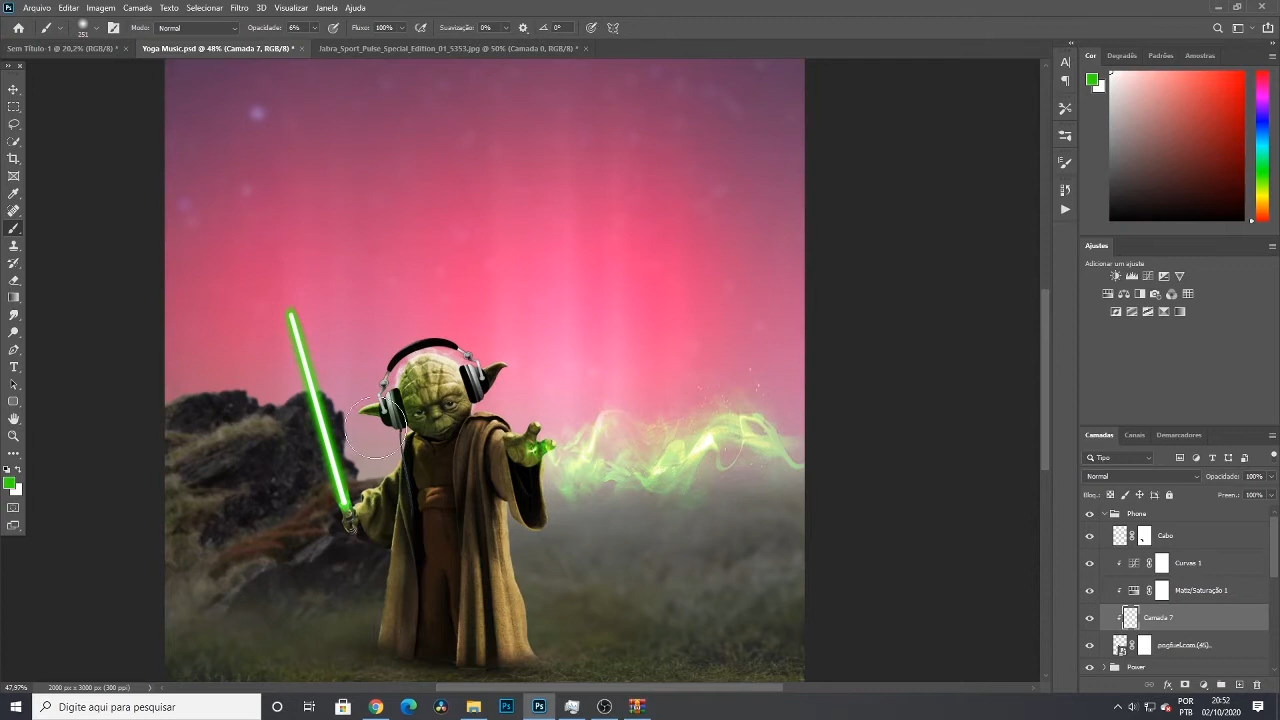 Arquivo Editar Imagem Camada Texto Selecionar Filtro 3D Visualizar Janela Ajuda
Modo: Normal Opacidade: 6% Fluxo: 100% Suavização: 0% 0°
251
Sem Título-1 @ 20,2% (RGB/8) * × Yoga Music.psd @ 48% (Camada 7, RGB/8) * × Jabra_Sport_Pulse_Special_Edition_01_5353.jpg @ 50% (Camada 0, RGB/8) * ×
Cor Degradês Padrões Amostras
Ajustes
Adicionar um ajuste
Camadas Canais Demarcadores
Tipo
Normal Opacidade: 100%
Bloq.: Preen.: 100%
Phone
Cabo
Curvas 1
Matiz/Saturação 1
Camada 7
Power
47,97% 2000 px x 3000 px (300 ppi)
Digite aqui para pesquisar
POR
PTB
20:52
02/10/2020